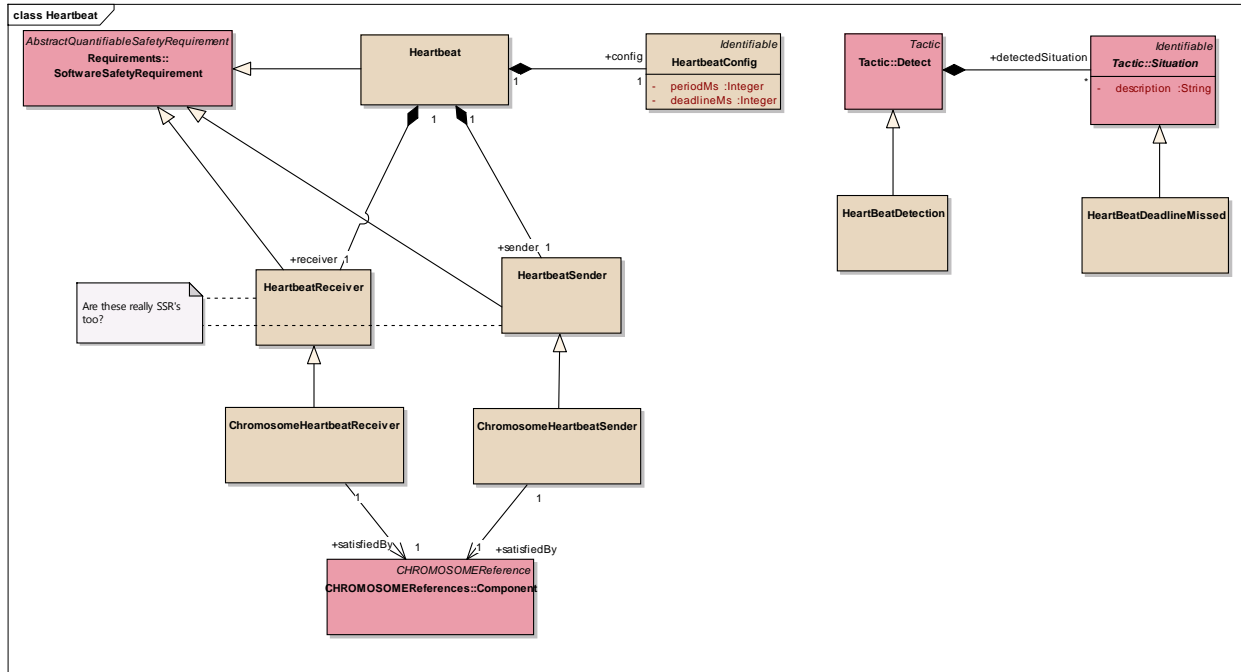 class Heartbeat
AbstractQuantifiableSafetyRequirement
Requirements::
SoftwareSafetyRequirement
Heartbeat
+config
1
1
Identifiable
HeartbeatConfig
- periodMs :Integer
- deadlineMs :Integer
Tactic
Tactic::Detect
+detectedSituation
*
Identifiable
Tactic::Situation
- description :String
1
1
HeartBeatDetection
HeartBeatDeadlineMissed
+receiver 1
+sender 1
HeartbeatReceiver
HeartbeatSender
Are these really SSR's
too?
ChromosomeHeartbeatReceiver
ChromosomeHeartbeatSender
1
1
+satisfiedBy
1
1
+satisfiedBy
CHROMOSOMEReference
CHROMOSOMEReferences::Component